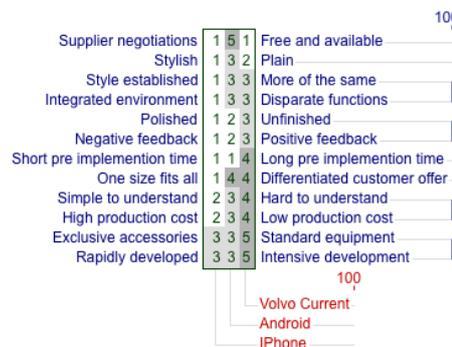 10
Supplier negotiations 1 5 1 Free and available
Stylish 1 3 2 Plain
Style established 1 3 3 More of the same
Integrated environment 1 3 3 Disparate functions
Polished 1 2 3 Unfinished
Negative feedback 1 2 3 Positive feedback
Short pre implemention time 1 1 4 Long pre implemention time
One size fits all 1 4 4 Differentiated customer offer
Simple to understand 2 3 4 Hard to understand
High production cost 2 3 4 Low production cost
Exclusive accessories 3 3 5 Standard equipment
Rapidly developed 3 3 5 Intensive development
100
Volvo Current
Android
IPhone